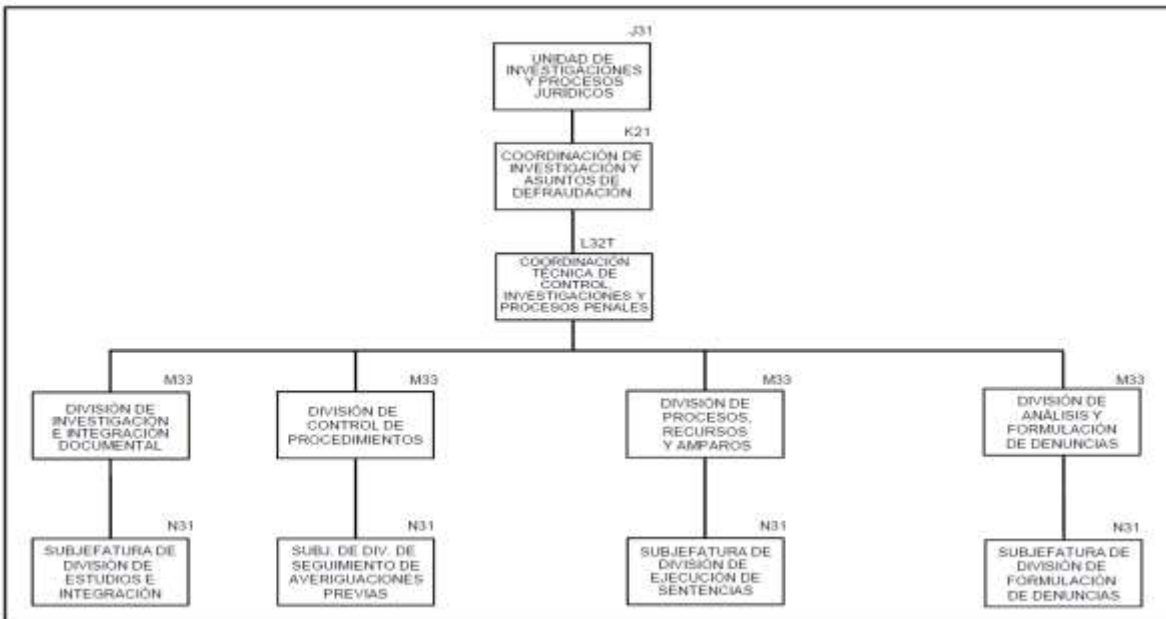 J31
UNIDAD DE
INVESTIGACIONES
Y PROCESOS
JURÍDICOS
K21
COORDINACIÓN DE
INVESTIGACIÓN Y
ASUNTOS DE
DEFRAUDACIÓN
L32T
COORDINACIÓN
TÉCNICA DE
CONTROL,
INVESTIGACIONES Y
PROCESOS PENALES
M33
DIVISIÓN DE
INVESTIGACIÓN
E INTEGRACIÓN
DOCUMENTAL
M33
DIVISIÓN DE
CONTROL DE
PROCEDIMIENTOS
M33
DIVISIÓN DE
PROCESOS,
RECURSOS
Y AMPAROS
M33
DIVISIÓN DE
ANÁLISIS Y
FORMULACIÓN
DE DENUNCIAS
N31
SUBJEFATURA DE
DIVISIÓN DE
ESTUDIOS E
INTEGRACIÓN
N31
SUBJ. DE DIV. DE
SEGUIMIENTO DE
AVERIGUACIONES
PREVIAS
N31
SUBJEFATURA DE
DIVISIÓN DE
EJECUCIÓN DE
SENTENCIAS
N31
SUBJEFATURA DE
DIVISIÓN DE
FORMULACIÓN
DE DENUNCIAS